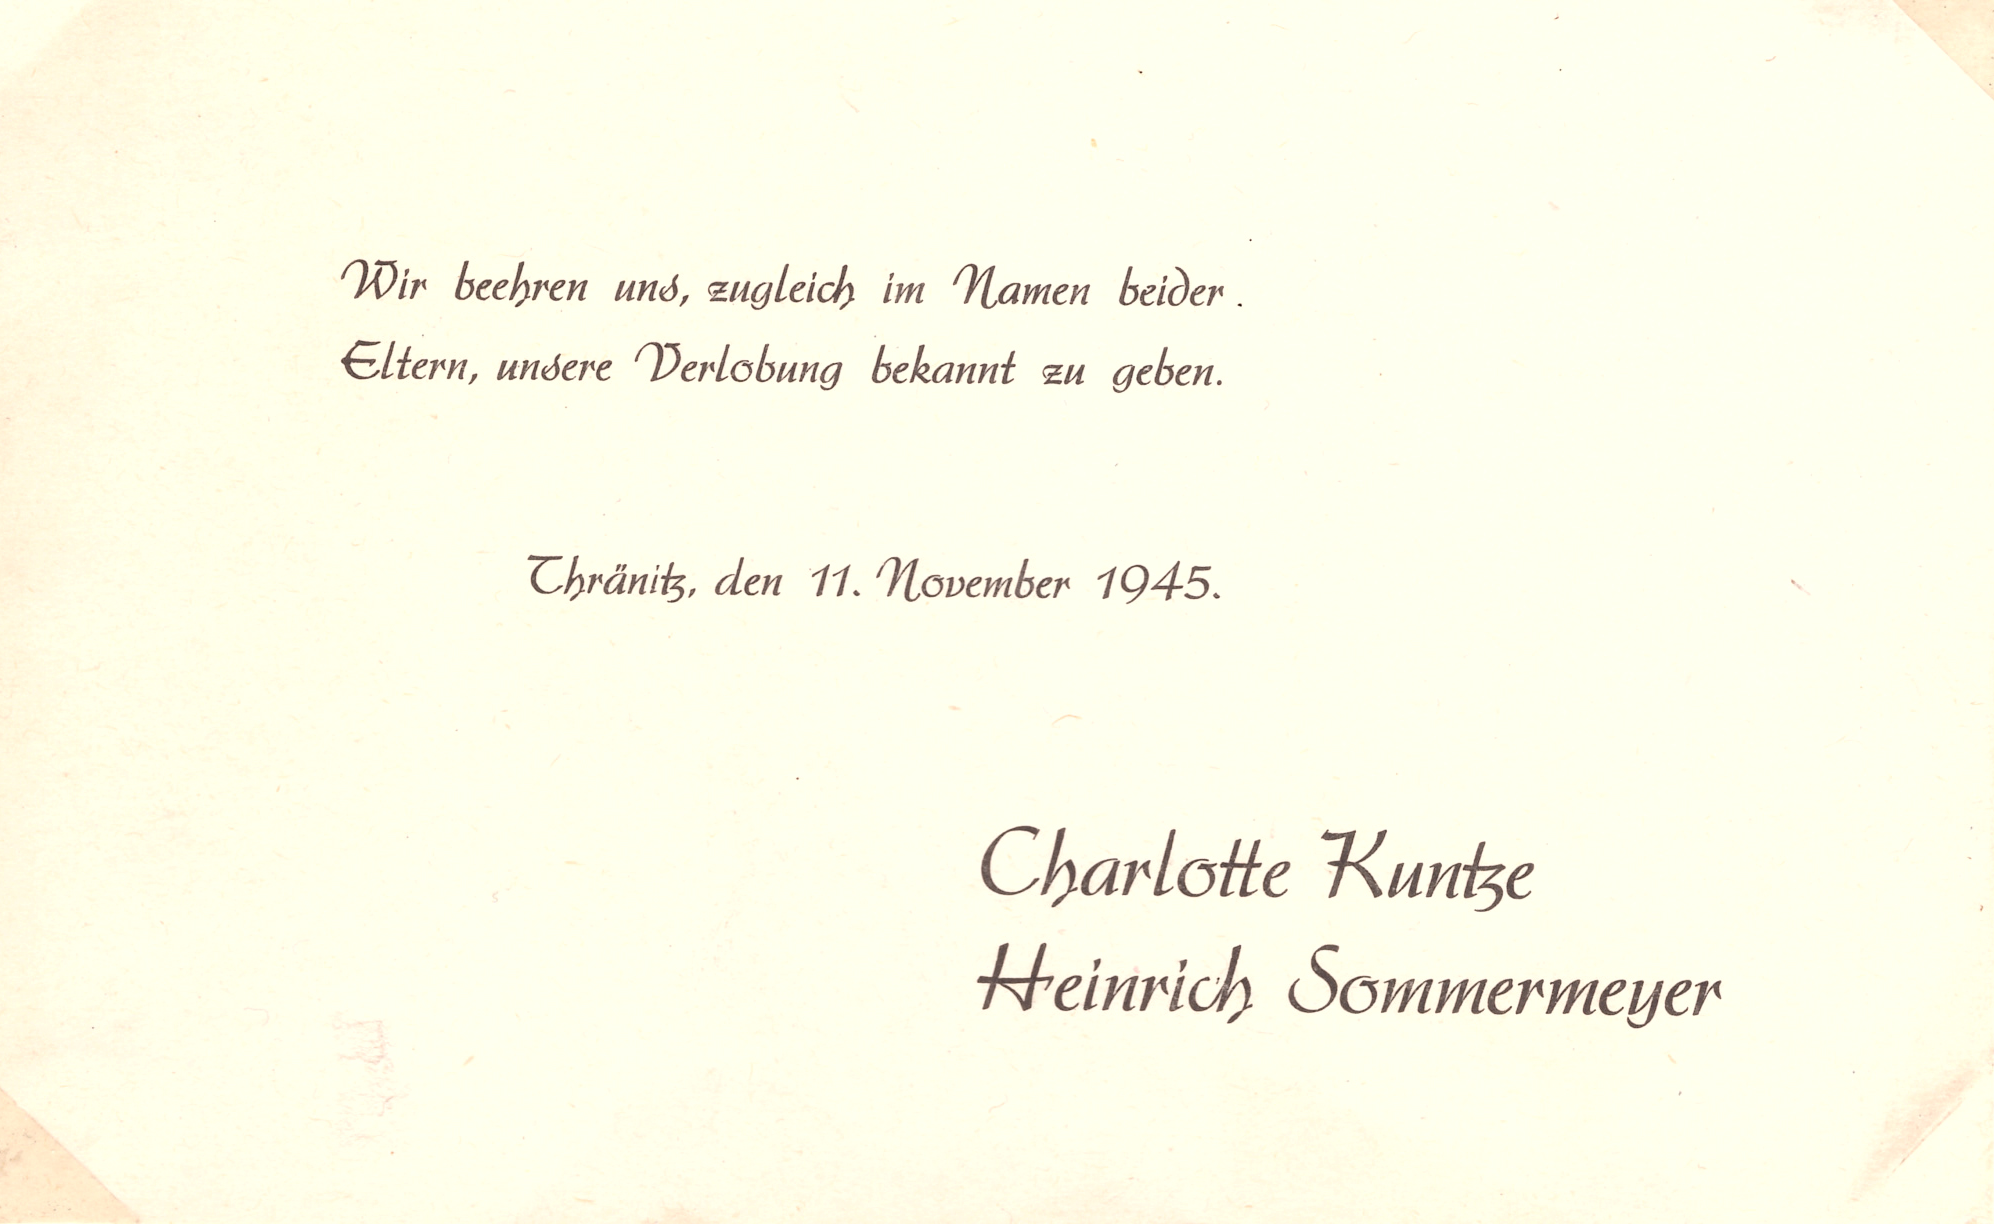 Wir beehren uns, zugleich im Namen beider.
Eltern, unsere Verlobung bekannt zu geben.
Thränitz, den 11. November 1945.
Charlotte Kuntze
Heinrich Sommermeyer